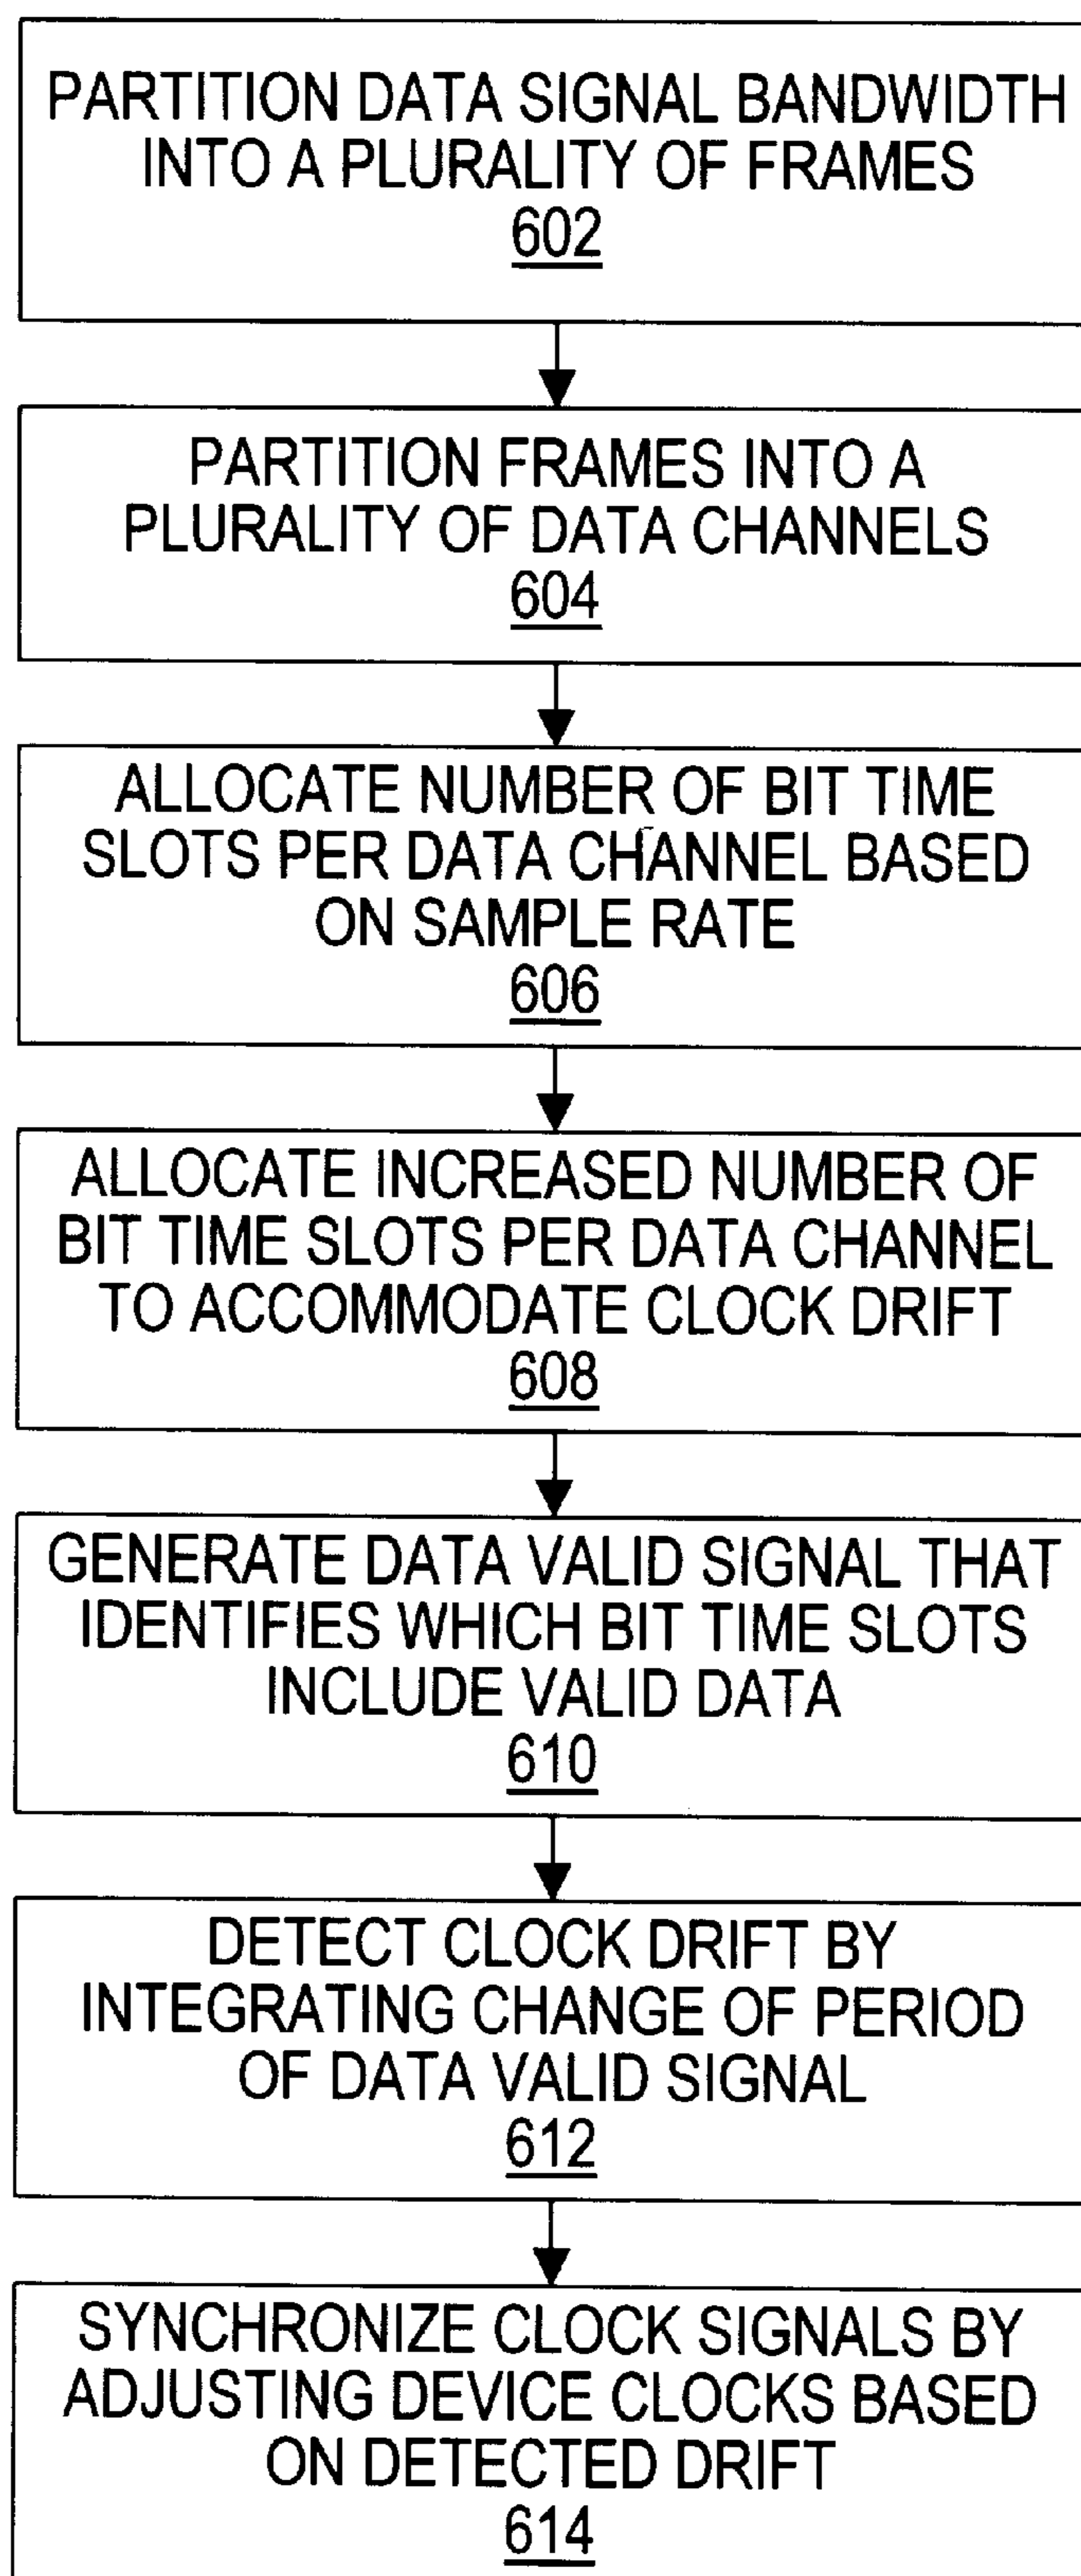 PARTITION DATA SIGNAL BANDWIDTH
INTO A PLURALITY OF FRAMES
602
PARTITION FRAMES INTO A
PLURALITY OF DATA CHANNELS
604
ALLOCATE NUMBER OF BIT TIME
SLOTS PER DATA CHANNEL BASED
ON SAMPLE RATE
606
ALLOCATE INCREASED NUMBER OF
BIT TIME SLOTS PER DATA CHANNEL
TO ACCOMMODATE CLOCK DRIFT
608
GENERATE DATA VALID SIGNAL THAT
IDENTIFIES WHICH BIT TIME SLOTS
INCLUDE VALID DATA
610
DETECT CLOCK DRIFT BY
INTEGRATING CHANGE OF PERIOD
OF DATA VALID SIGNAL
612
SYNCHRONIZE CLOCK SIGNALS BY
ADJUSTING DEVICE CLOCKS BASED
ON DETECTED DRIFT
614